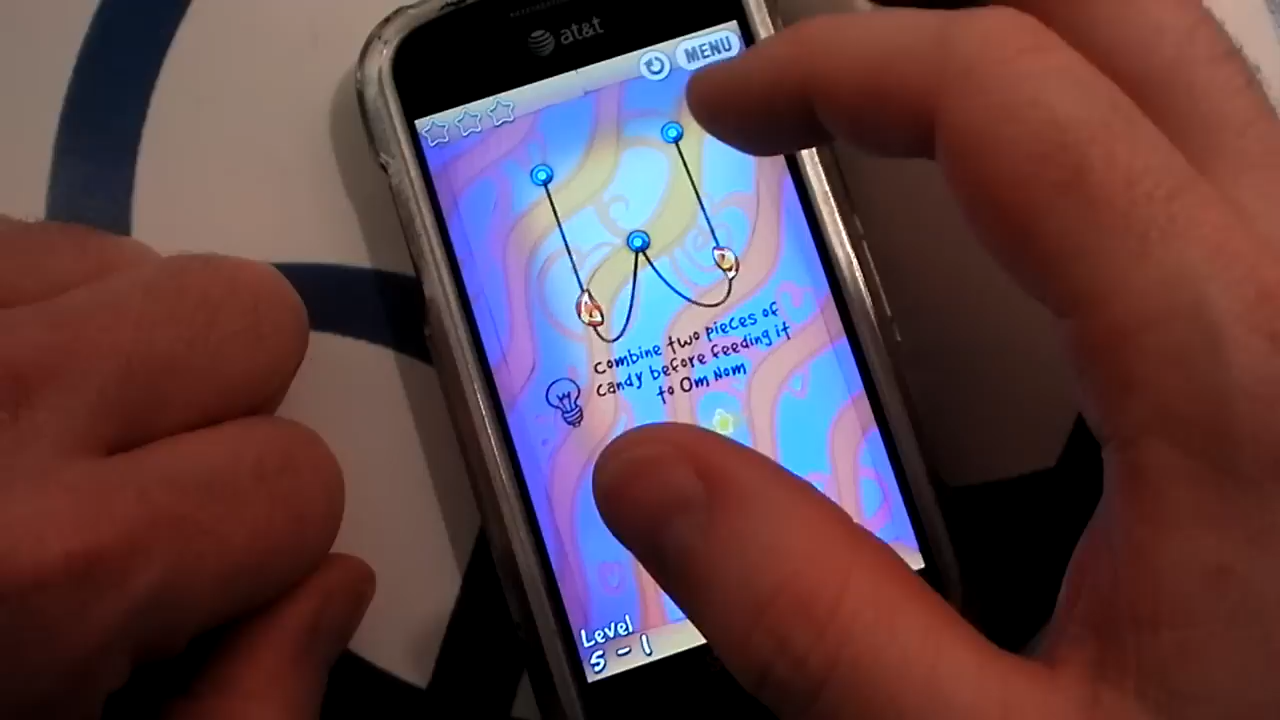 at&t
MENU
Combine two pieces of
candy before feeding it
to Om Nom
Level
5 - 1